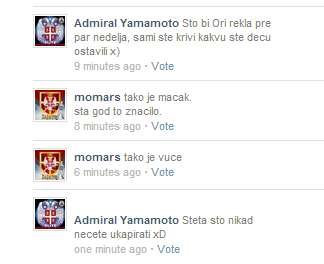 Admiral Yamamoto Sto bi Ori rekla pre
par nedelja, sami ste krivi kakvu ste decu
ostavili x)
9 minutes ago · Vote
momars tako je macak.
sta god to znacilo.
8 minutes ago · Vote
momars tako je vuce
6 minutes ago · Vote
Admiral Yamamoto Steta sto nikad
necete ukapirati xD
one minute ago · Vote